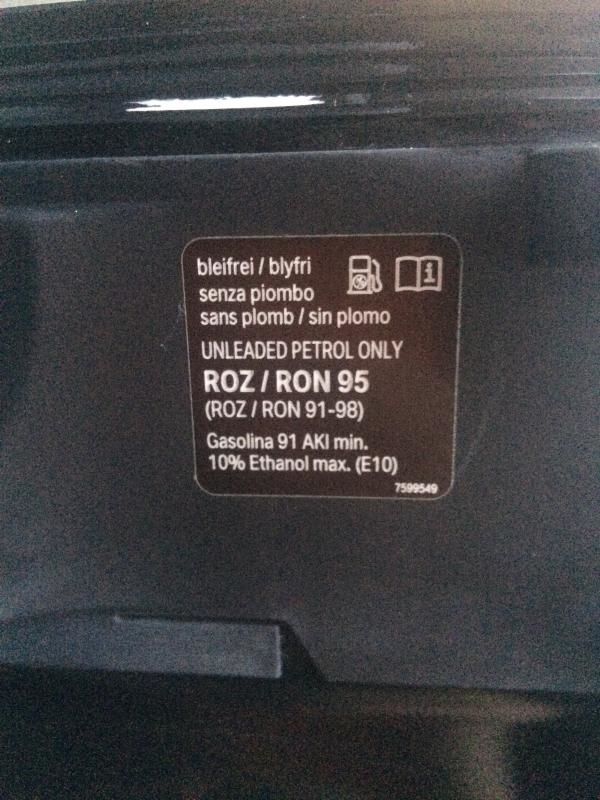 bleifrei / blyfri
senza piombo
sans plomb / sin plomo
UNLEADED PETROL ONLY
ROZ / RON 95
(ROZ / RON 91-98)
Gasolina 91 AKI min.
10% Ethanol max. (E10)
7599549